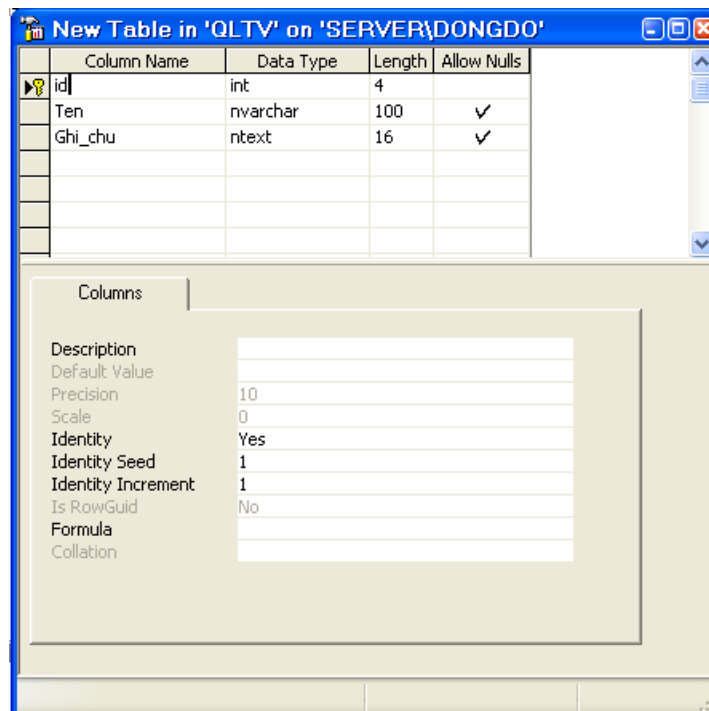 New Table in 'QLTV' on 'SERVER\DONGDO'
Column Name Data Type Length Allow Nulls
id int 4
Ten nvarchar 100
Ghi_chu ntext 16
Columns
Description
Default Value
Precision 10
Scale 0
Identity Yes
Identity Seed 1
Identity Increment 1
Is RowGuid No
Formula
Collation